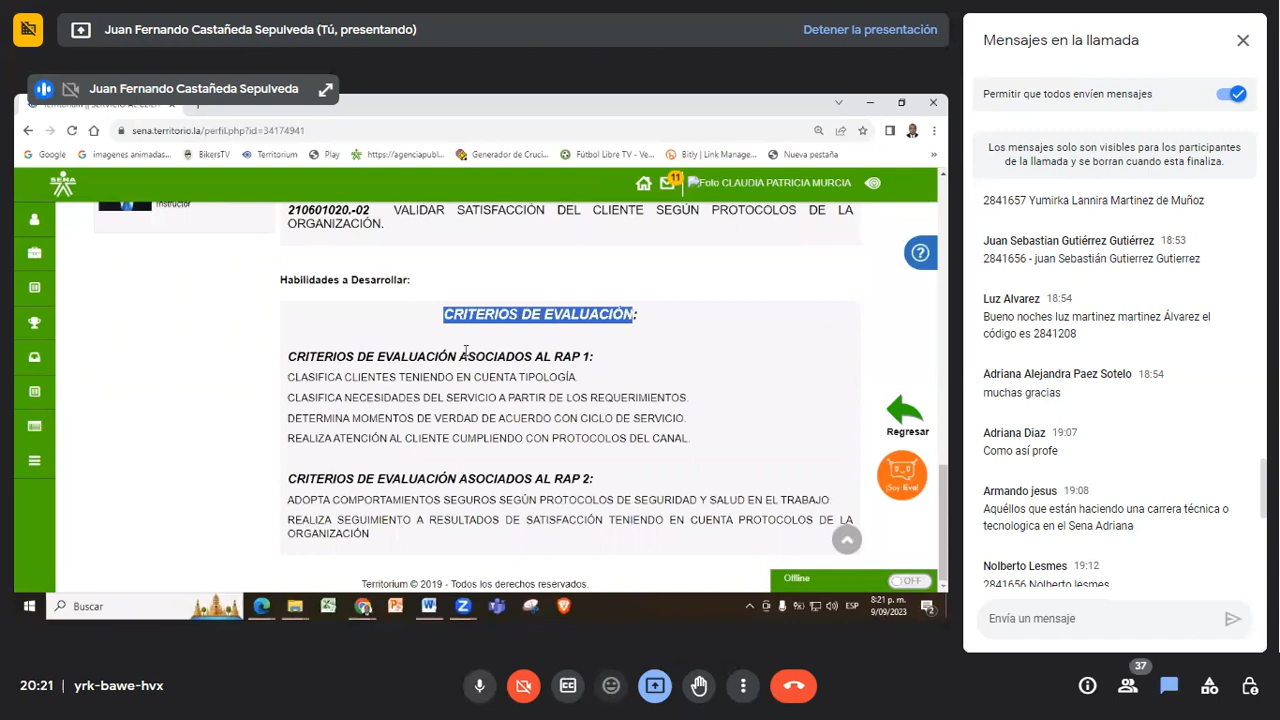 Juan Fernando Castañeda Sepulveda (Tú, presentando)
Detener la presentación
Juan Fernando Castañeda Sepulveda
sena.territorio.la/perfil.php?id=34174941
Google
imagenes animadas...
BikersTV
Territorium
Play
https://agenciapubl...
Generador de Cruci...
Fútbol Libre TV – Ve...
Bitly | Link Manage...
Nueva pestaña
»
SENA
11
Foto CLAUDIA PATRICIA MURCIA
Instructor
210601020.-02 VALIDAR SATISFACCIÓN DEL CLIENTE SEGÚN PROTOCOLOS DE LA
ORGANIZACIÓN.
Habilidades a Desarrollar:
CRITERIOS DE EVALUACIÓN:
CRITERIOS DE EVALUACIÓN ASOCIADOS AL RAP 1:
CLASIFICA CLIENTES TENIENDO EN CUENTA TIPOLOGÍA.
CLASIFICA NECESIDADES DEL SERVICIO A PARTIR DE LOS REQUERIMIENTOS.
DETERMINA MOMENTOS DE VERDAD DE ACUERDO CON CICLO DE SERVICIO.
REALIZA ATENCIÓN AL CLIENTE CUMPLIENDO CON PROTOCOLOS DEL CANAL.
CRITERIOS DE EVALUACIÓN ASOCIADOS AL RAP 2:
ADOPTA COMPORTAMIENTOS SEGUROS SEGÚN PROTOCOLOS DE SEGURIDAD Y SALUD EN EL TRABAJO
REALIZA SEGUIMIENTO A RESULTADOS DE SATISFACCIÓN TENIENDO EN CUENTA PROTOCOLOS DE LA
ORGANIZACIÓN
Regresar
¡Soy Eva!
Territorium © 2019 - Todos los derechos reservados.
Offline
OFF
Buscar
ESP
8:21 p. m.
9/09/2023
2
20:21 | yrk-bawe-hvx
37
Mensajes en la llamada
Permitir que todos envíen mensajes
Los mensajes solo son visibles para los participantes
de la llamada y se borran cuando esta finaliza.
2841657 Yumirka Lannira Martinez de Muñoz
Juan Sebastian Gutiérrez Gutiérrez 18:53
2841656 - juan Sebastián Gutierrez Gutierrez
Luz Alvarez 18:54
Bueno noches luz martinez martinez Álvarez el
código es 2841208
Adriana Alejandra Paez Sotelo 18:54
muchas gracias
Adriana Diaz 19:07
Como así profe
Armando jesus 19:08
Aquéllos que están haciendo una carrera técnica o
tecnologica en el Sena Adriana
Nolberto Lesmes 19:12
2841656 Nolberto lesmes
Envía un mensaje